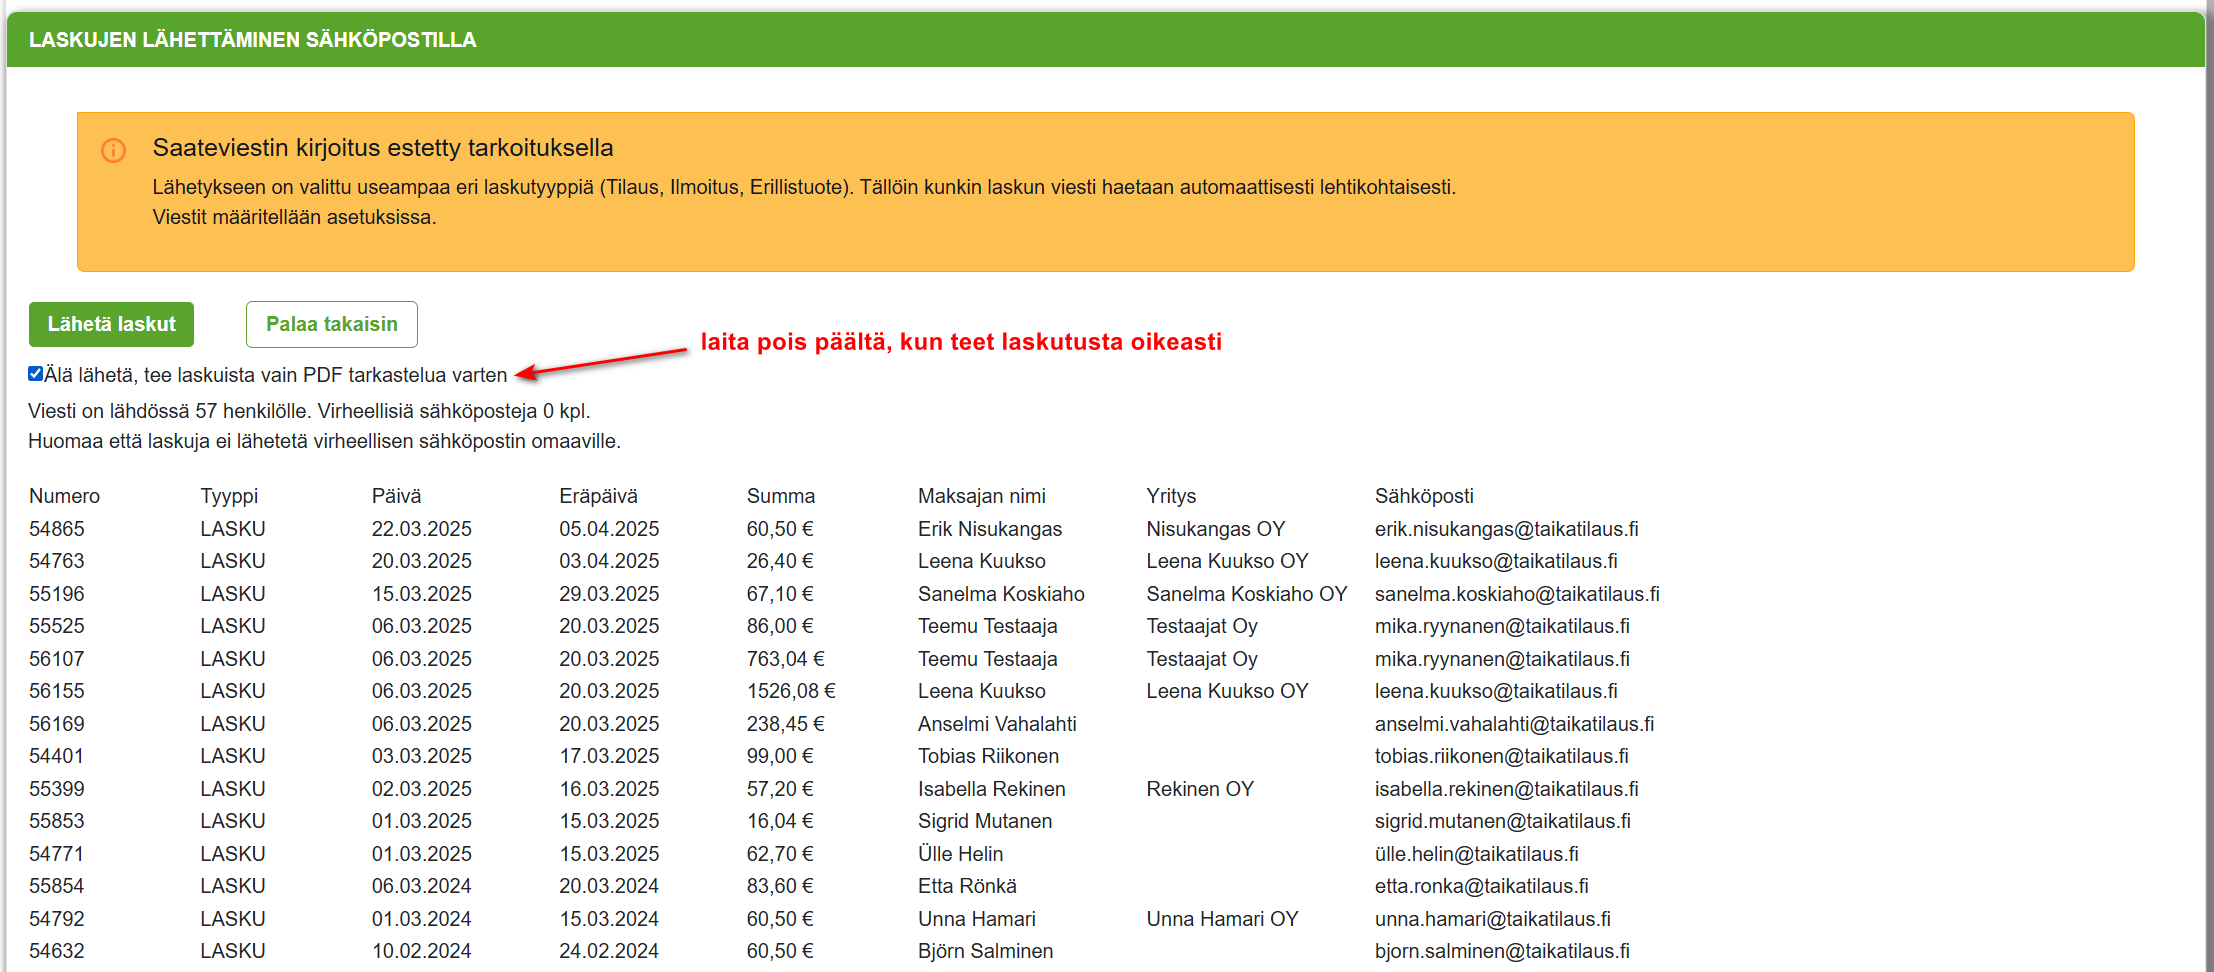 LASKUJEN LÄHETTÄMINEN SÄHKÖPOSTILLA
Saateviestin kirjoitus estetty tarkoituksella
Lähetykseen on valittu useampaa eri laskutyyppiä (Tilaus, Ilmoitus, Erillistuote). Tällöin kunkin laskun viesti haetaan automaattisesti lehtikohtaisesti.
Viestit määritellään asetuksissa.
Lähetä laskut Palaa takaisin
laita pois päältä, kun teet laskutusta oikeasti
Älä lähetä, tee laskuista vain PDF tarkastelua varten
Viesti on lähdössä 57 henkilölle. Virheellisiä sähköposteja 0 kpl.
Huomaa että laskuja ei lähetetä virheellisen sähköpostin omaaville.
Numero Tyyppi Päivä Eräpäivä Summa Maksajan nimi Yritys Sähköposti
54865 LASKU 22.03.2025 05.04.2025 60,50 € Erik Nisukangas Nisukangas OY erik.nisukangas@taikatilaus.fi
54763 LASKU 20.03.2025 03.04.2025 26,40 € Leena Kuukso Leena Kuukso OY leena.kuukso@taikatilaus.fi
55196 LASKU 15.03.2025 29.03.2025 67,10 € Sanelma Koskiaho Sanelma Koskiaho OY sanelma.koskiaho@taikatilaus.fi
55525 LASKU 06.03.2025 20.03.2025 86,00 € Teemu Testaaja Testaajat Oy mika.ryynanen@taikatilaus.fi
56107 LASKU 06.03.2025 20.03.2025 763,04 € Teemu Testaaja Testaajat Oy mika.ryynanen@taikatilaus.fi
56155 LASKU 06.03.2025 20.03.2025 1526,08 € Leena Kuukso Leena Kuukso OY leena.kuukso@taikatilaus.fi
56169 LASKU 06.03.2025 20.03.2025 238,45 € Anselmi Vahalahti anselmi.vahalahti@taikatilaus.fi
54401 LASKU 03.03.2025 17.03.2025 99,00 € Tobias Riikonen tobias.riikonen@taikatilaus.fi
55399 LASKU 02.03.2025 16.03.2025 57,20 € Isabella Rekinen Rekinen OY isabella.rekinen@taikatilaus.fi
55853 LASKU 01.03.2025 15.03.2025 16,04 € Sigrid Mutanen sigrid.mutanen@taikatilaus.fi
54771 LASKU 01.03.2025 15.03.2025 62,70 € Ülle Helin ülle.helin@taikatilaus.fi
55854 LASKU 06.03.2024 20.03.2024 83,60 € Etta Rönkä etta.ronka@taikatilaus.fi
54792 LASKU 01.03.2024 15.03.2024 60,50 € Unna Hamari Unna Hamari OY unna.hamari@taikatilaus.fi
54632 LASKU 10.02.2024 24.02.2024 60,50 € Björn Salminen bjorn.salminen@taikatilaus.fi